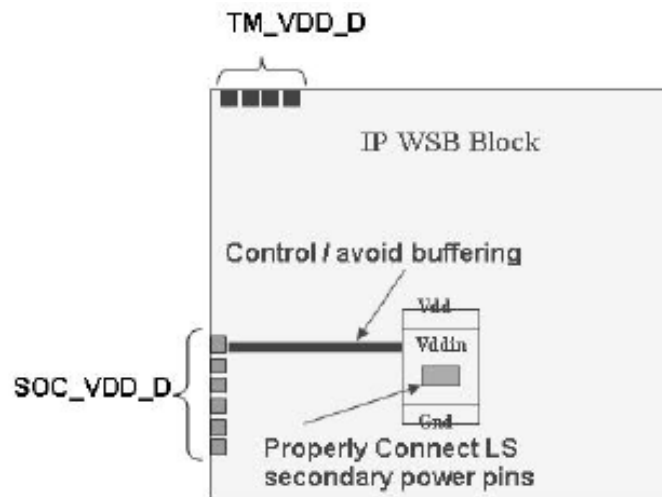 TM_VDD_D
IP WSB Block
Control / avoid buffering
Vdd
Vddin
SOC_VDD_D
Gnd
Properly Connect LS
secondary power pins